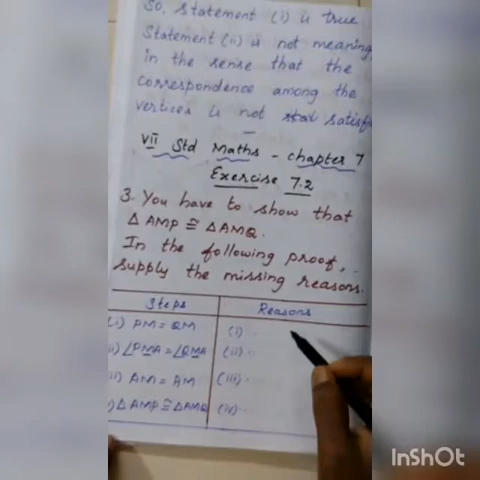 So, Statement (i) is true
Statement (ii) is not meaning
in the sense that the
correspondence among the
vertices is not satisf
VII Std Maths - chapter 7
Exercise 7.2
3. You have to show that
Δ AMP ≅ ΔAMQ.
In the following proof,
supply the missing reasons.
Steps Reasons
(i) PM = QM (i)
ii) ∠PMA = ∠QMA (ii)
iii) AM = AM (iii)
) Δ AMP ≅ ΔAMQ (iv)
InShOt